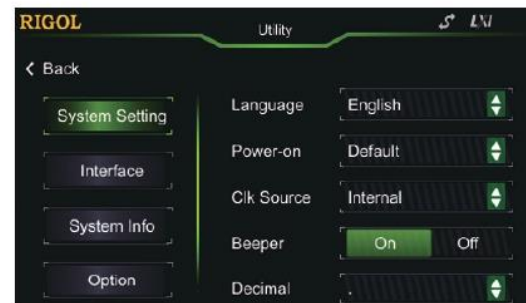 RIGOL
Utility
LXI
Back
System Setting
Interface
System Info
Option
Language English
Power-on Default
Clk Source Internal
Beeper On Off
Decimal .